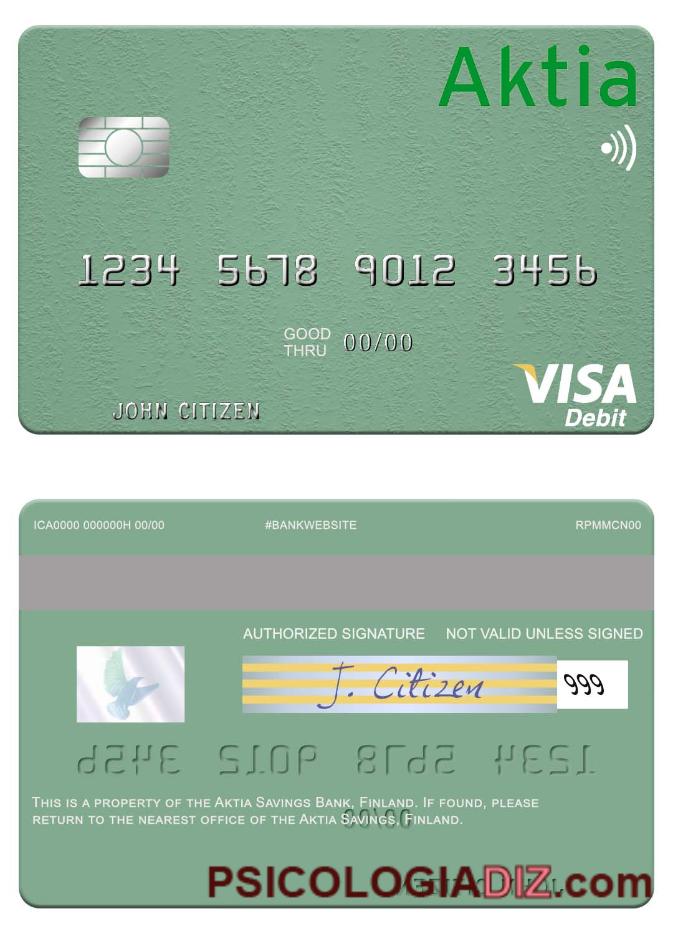 Aktia
1234 5678 9012 3456
GOOD
THRU 00/00
VISA
Debit
JOHN CITIZEN
ICA0000 000000H 00/00 #BANKWEBSITE RPMMCN00
AUTHORIZED SIGNATURE NOT VALID UNLESS SIGNED
J. Citizen 999
THIS IS A PROPERTY OF THE AKTIA SAVINGS BANK, FINLAND. IF FOUND, PLEASE
RETURN TO THE NEAREST OFFICE OF THE AKTIA SAVINGS, FINLAND.
PSICOLOGIADIZ.com